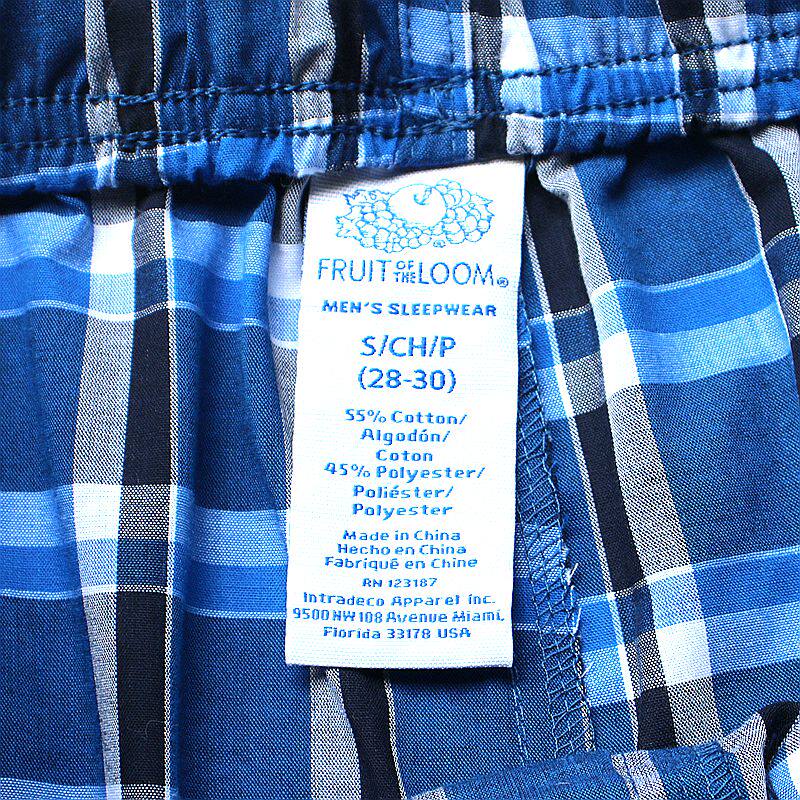 FRUIT OF THE LOOM®
MEN'S SLEEPWEAR
S/CH/P
(28-30)
55% Cotton/
Algodón/
Coton
45% Polyester/
Poliéster/
Polyester
Made in China
Hecho en China
Fabriqué en Chine
RN 123187
Intradeco Apparel inc.
9500 NW 108 Avenue Miami,
Florida 33178 USA